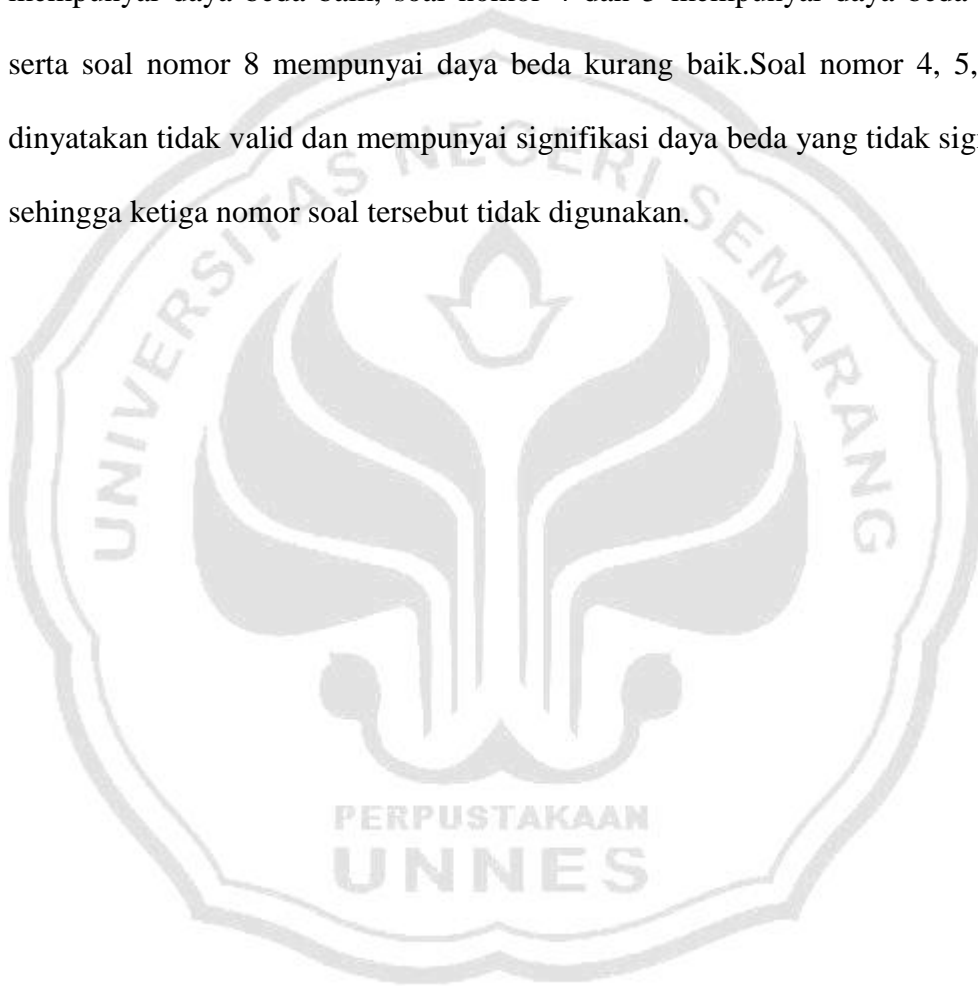 serta soal nomor 8 mempunyai daya beda kurang baik.Soal nomor 4, 5,
dinyatakan tidak valid dan mempunyai signifikasi daya beda yang tidak
sehingga ketiga nomor soal tersebut tidak digunakan.
UNIVERSITAS NEGERI SEMARANG
PERPUSTAKAAN
UNNES